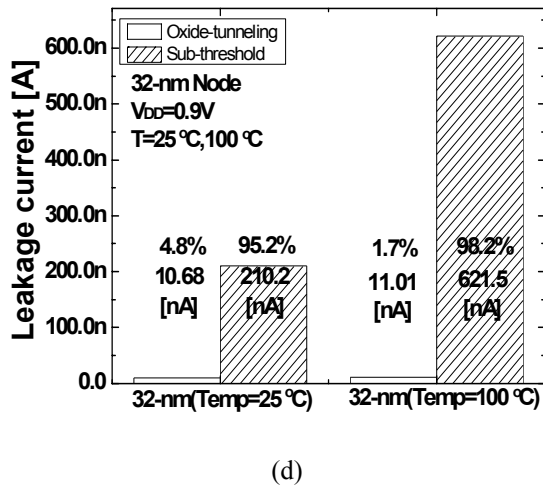 Oxide-tunneling
Sub-threshold
32-nm Node
VDD=0.9V
T=25 °C,100 °C
Leakage current [A]
600.0n
500.0n
400.0n
300.0n
200.0n
100.0n
0.0
4.8%
10.68
[nA]
95.2%
210.2
[nA]
1.7%
11.01
[nA]
98.2%
621.5
[nA]
32-nm(Temp=25 °C)
32-nm(Temp=100 °C)
(d)